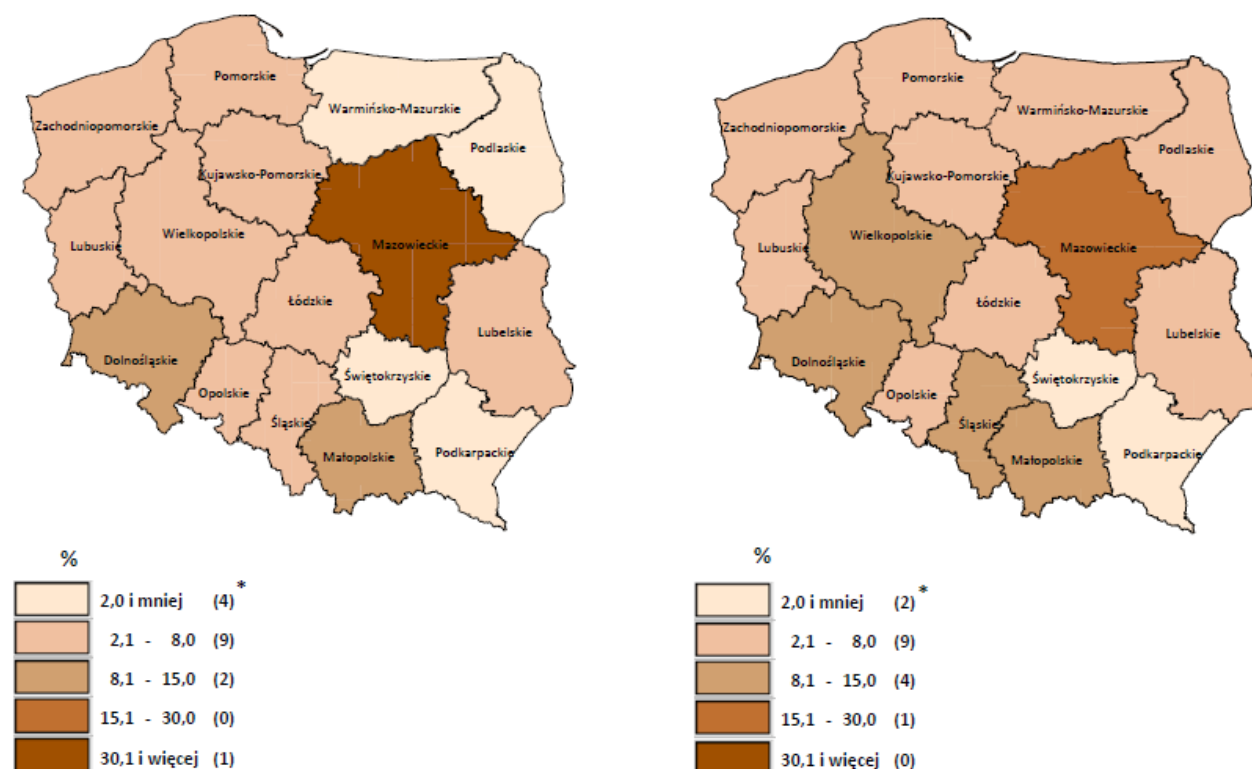 Pomorskie
Warmińsko-Mazurskie
Zachodniopomorskie
Podlaskie
Kujawsko-Pomorskie
Wielkopolskie
Lubuskie
Mazowieckie
Łódzkie
Lubelskie
Dolnośląskie
Świętokrzyskie
Opolskie
Śląskie
Małopolskie
Podkarpackie
%
2,0 i mniej (4) *
2,1 - 8,0 (9)
8,1 - 15,0 (2)
15,1 - 30,0 (0)
30,1 i więcej (1)
Pomorskie
Warmińsko-Mazurskie
Zachodniopomorskie
Podlaskie
Kujawsko-Pomorskie
Wielkopolskie
Lubuskie
Mazowieckie
Łódzkie
Lubelskie
Dolnośląskie
Świętokrzyskie
Opolskie
Śląskie
Małopolskie
Podkarpackie
%
2,0 i mniej (2) *
2,1 - 8,0 (9)
8,1 - 15,0 (4)
15,1 - 30,0 (1)
30,1 i więcej (0)